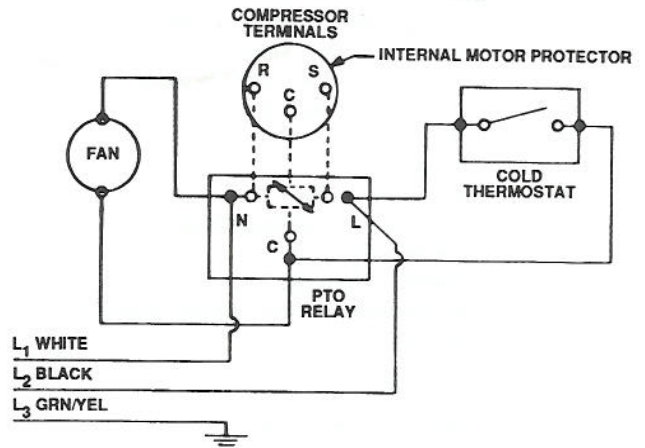 COMPRESSOR
TERMINALS
INTERNAL MOTOR PROTECTOR
R
S
C
FAN
COLD
THERMOSTAT
N
L
C
PTO
RELAY
L1 WHITE
L2 BLACK
L3 GRN/YEL